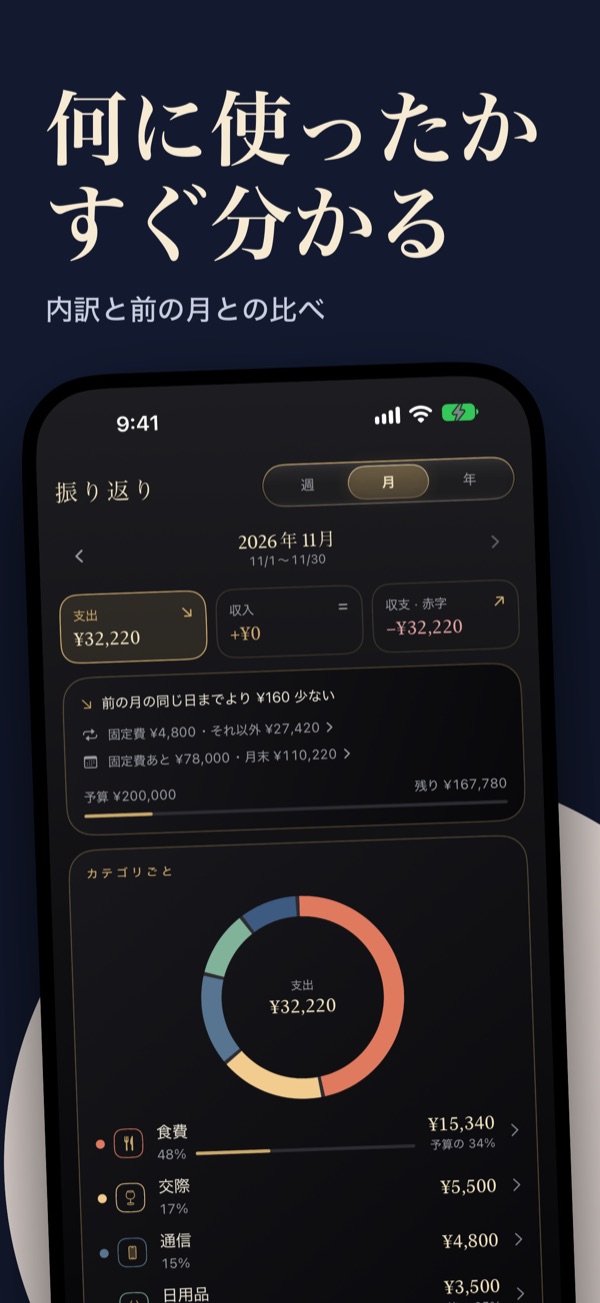 何に使ったか
すぐ分かる
内訳と前の月との比べ
9:41
振り返り
週 月 年
2026年 11月
11/1〜11/30
支出
¥32,220
収入
+¥0
収支・赤字
−¥32,220
前の月の同じ日までより ¥160 少ない
固定費 ¥4,800・それ以外 ¥27,420
固定費あと ¥78,000・月末 ¥110,220
予算 ¥200,000 残り ¥167,780
カテゴリごと
支出
¥32,220
食費 ¥15,340
48% 予算の 34%
交際 ¥5,500
17%
通信 ¥4,800
15%
日用品 ¥3,500